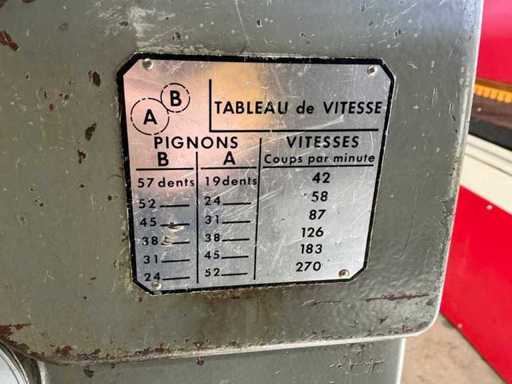 A B TABLEAU de VITESSE
PIGNONS VITESSES
B A Coups par minute
57 dents 19 dents 42
52 24 58
45 31 87
38 38 126
31 45 183
24 52 270